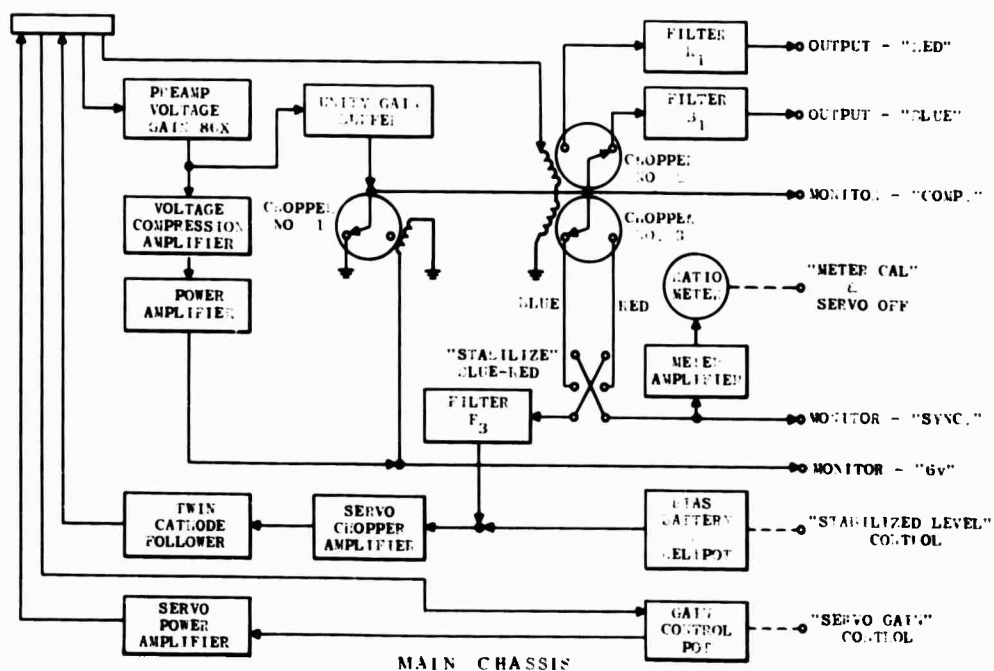 FILTER
OUTPUT - "RED"
PREAMP
VOLTAGE
GAIN 80X
UNITY GAIN
BUFFER
FILTER
OUTPUT - "BLUE"
CHOPPER
NO.
VOLTAGE
COMPRESSION
AMPLIFIER
CHOPPER
NO. 1
MONITOR - "COMP."
CHOPPER
NO. 3
POWER
AMPLIFIER
RATIO
METER
"METER CAL"
&
SERVO OFF
BLUE
RED
"STABILIZE"
BLUE-RED
METER
AMPLIFIER
FILTER
F3
MONITOR - "SYNC."
MONITOR - "6v"
TWIN
CATHODE
FOLLOWER
SERVO
CHOPPER
AMPLIFIER
BIAS
BATTERY
HELIPOT
"STABILIZED LEVEL"
CONTROL
SERVO
POWER
AMPLIFIER
GAIN
CONTROL
POT
"SERVO GAIN"
CONTROL
MAIN CHASSIS